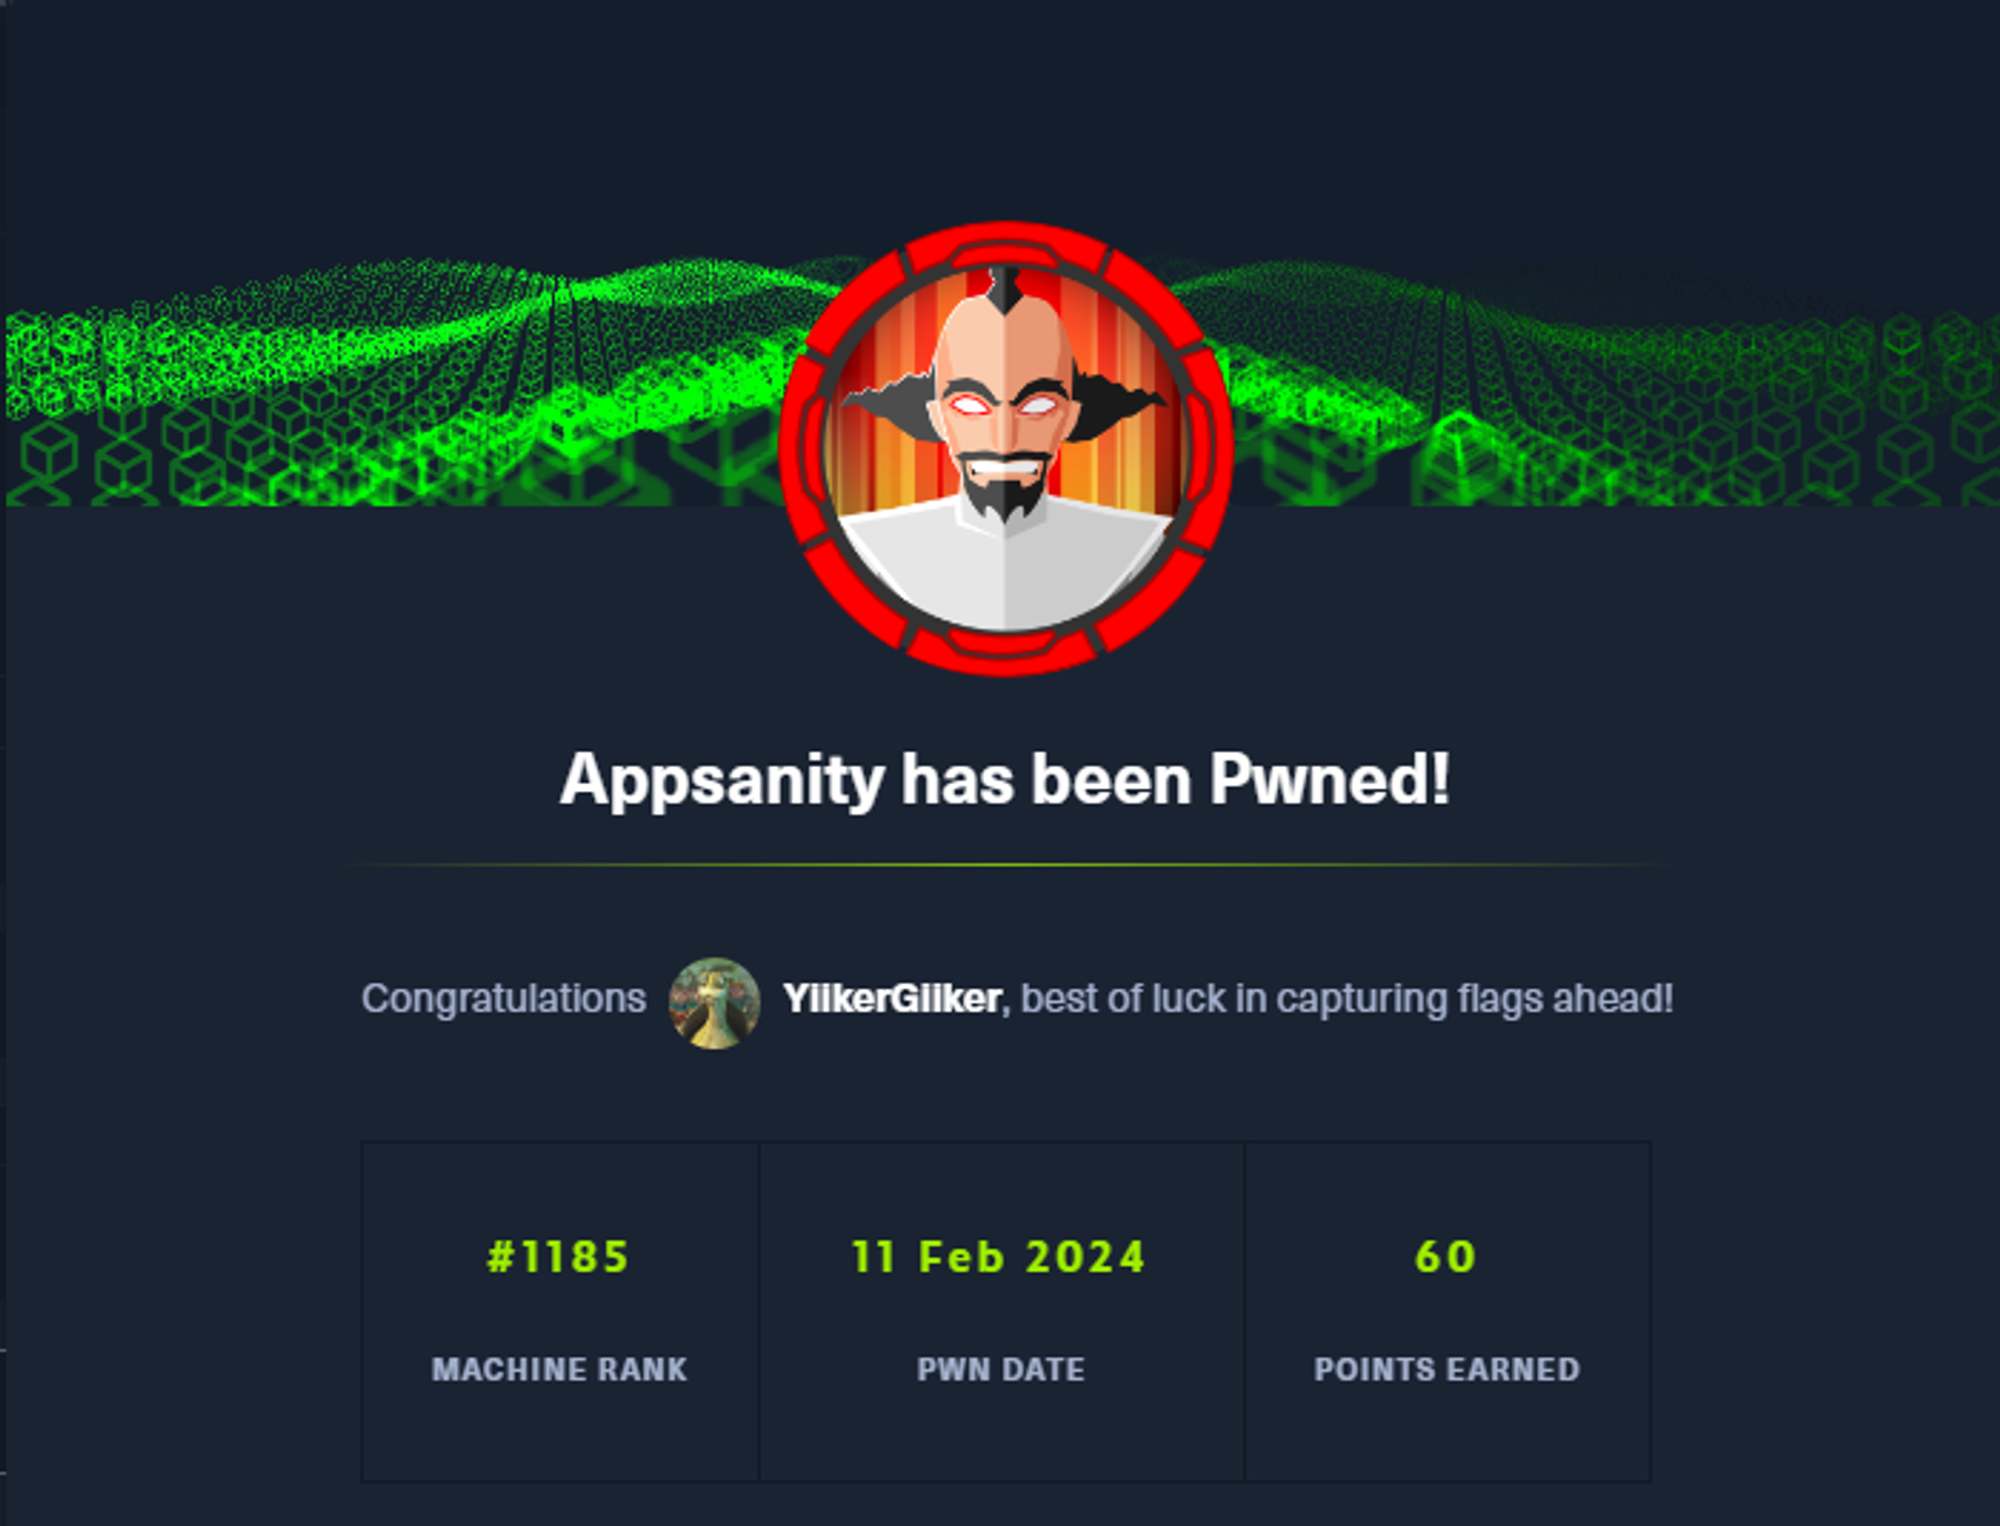 Appsanity has been Pwned!
Congratulations YiikerGiiker, best of luck in capturing flags ahead!
#1185 11 Feb 2024 60
MACHINE RANK PWN DATE POINTS EARNED